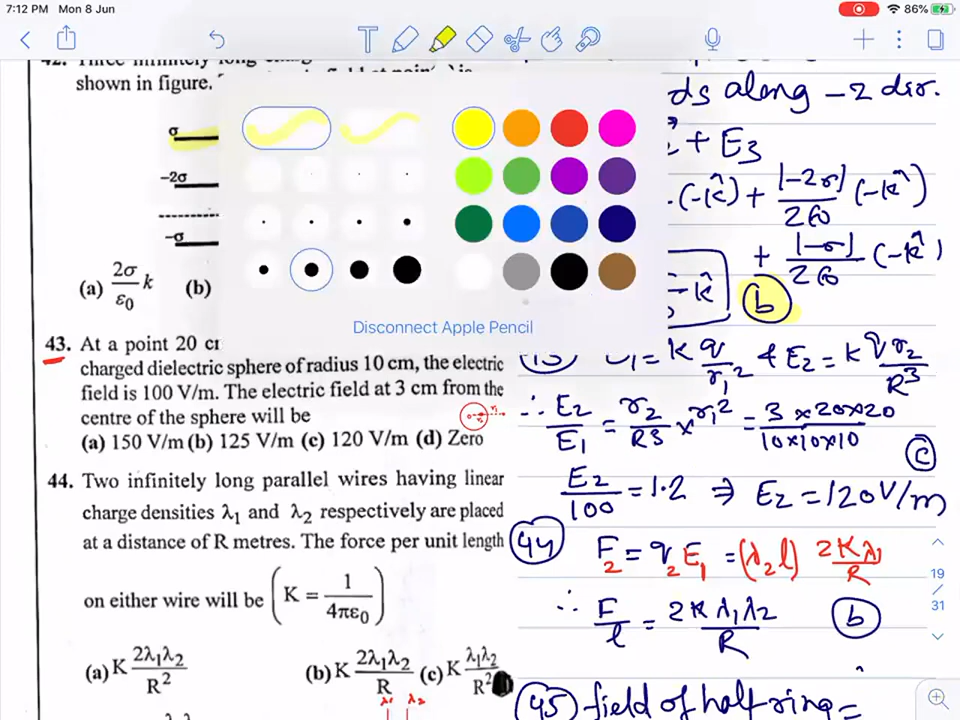 7:12 PM Mon 8 Jun
86%
shown in figure.
σ
-2σ
-σ
(a) 2σ/ε₀ k (b)
Disconnect Apple Pencil
43. At a point 20 cm
charged dielectric sphere of radius 10 cm, the electric
field is 100 V/m. The electric field at 3 cm from the
centre of the sphere will be
(a) 150 V/m (b) 125 V/m (c) 120 V/m (d) Zero
44. Two infinitely long parallel wires having linear
charge densities λ₁ and λ₂ respectively are placed
at a distance of R metres. The force per unit length
on either wire will be (K = 1/4πε₀)
(a) K 2λ₁λ₂/R² (b) K 2λ₁λ₂/R (c) K λ₁λ₂/R²
λ₁ λ₂
ds along -z dir.
+ E3
(-k̂) + |-2σ|/2ε₀ (-k̂)
+ |-σ|/2ε₀ (-k̂)
-k̂ b
= K q/r₁² & E₂ = K q r₂/R³
∴ E₂/E₁ = r₂/R3 × r₁² = 3×20×20/10×10×10
c
E₂/100 = 1.2 ⇒ E₂ = 120 V/m
44 F₂ = q₂E₁ = (λ₂l) 2Kλ₁/R
∴ F/l = 2Kλ₁λ₂/R b
45 field of half ring =
19
/
31